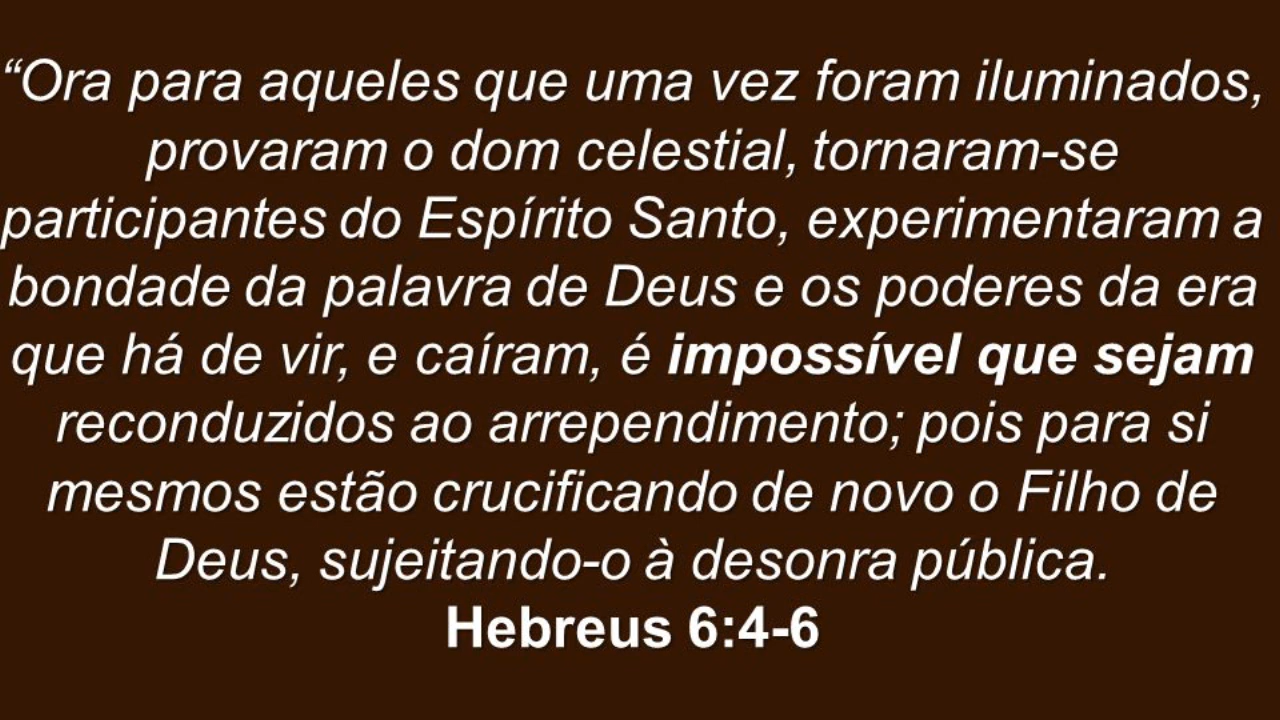 “Ora para aqueles que uma vez foram iluminados,
provaram o dom celestial, tornaram-se
participantes do Espírito Santo, experimentaram a
bondade da palavra de Deus e os poderes da era
que há de vir, e caíram, é impossível que sejam
reconduzidos ao arrependimento; pois para si
mesmos estão crucificando de novo o Filho de
Deus, sujeitando-o à desonra pública.
Hebreus 6:4-6